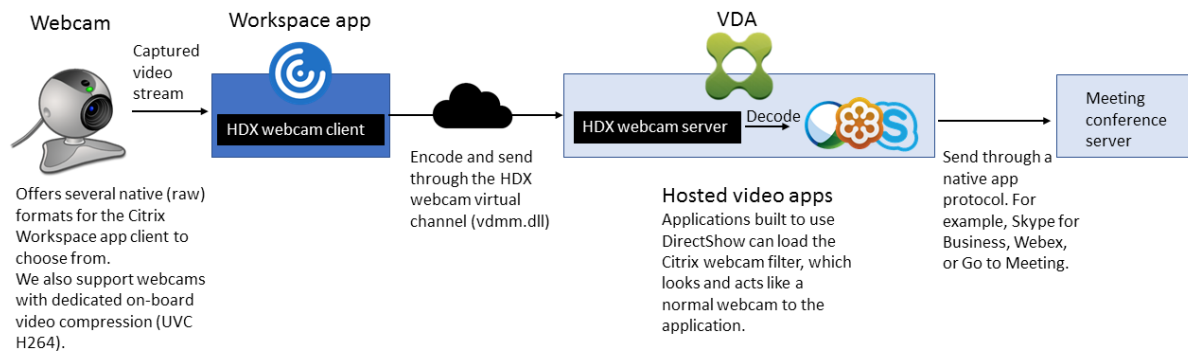 Webcam
Captured
video
stream
Offers several native (raw)
formats for the Citrix
Workspace app client to
choose from.
We also support webcams
with dedicated on-board
video compression (UVC
H264).
Workspace app
HDX webcam client
Encode and send
through the HDX
webcam virtual
channel (vdmm.dll)
VDA
HDX webcam server
Decode
S
Hosted video apps
Applications built to use
DirectShow can load the
Citrix webcam filter, which
looks and acts like a
normal webcam to the
application.
Send through a
native app
protocol. For
example, Skype for
Business, Webex,
or Go to Meeting.
Meeting
conference
server